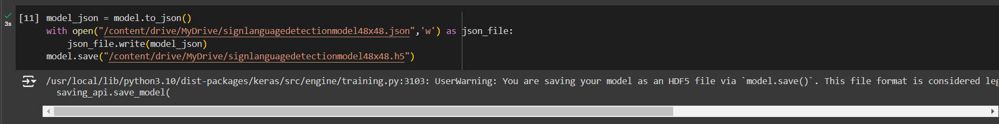 [11] model_json = model.to_json()
3s
with open("/content/drive/MyDrive/signlanguagedetectionmodel48x48.json",'w') as json_file:
json_file.write(model_json)
model.save("/content/drive/MyDrive/signlanguagedetectionmodel48x48.h5")
/usr/local/lib/python3.10/dist-packages/keras/src/engine/training.py:3103: UserWarning: You are saving your model as an HDF5 file via `model.save()`. This file format is considered leg
saving_api.save_model(